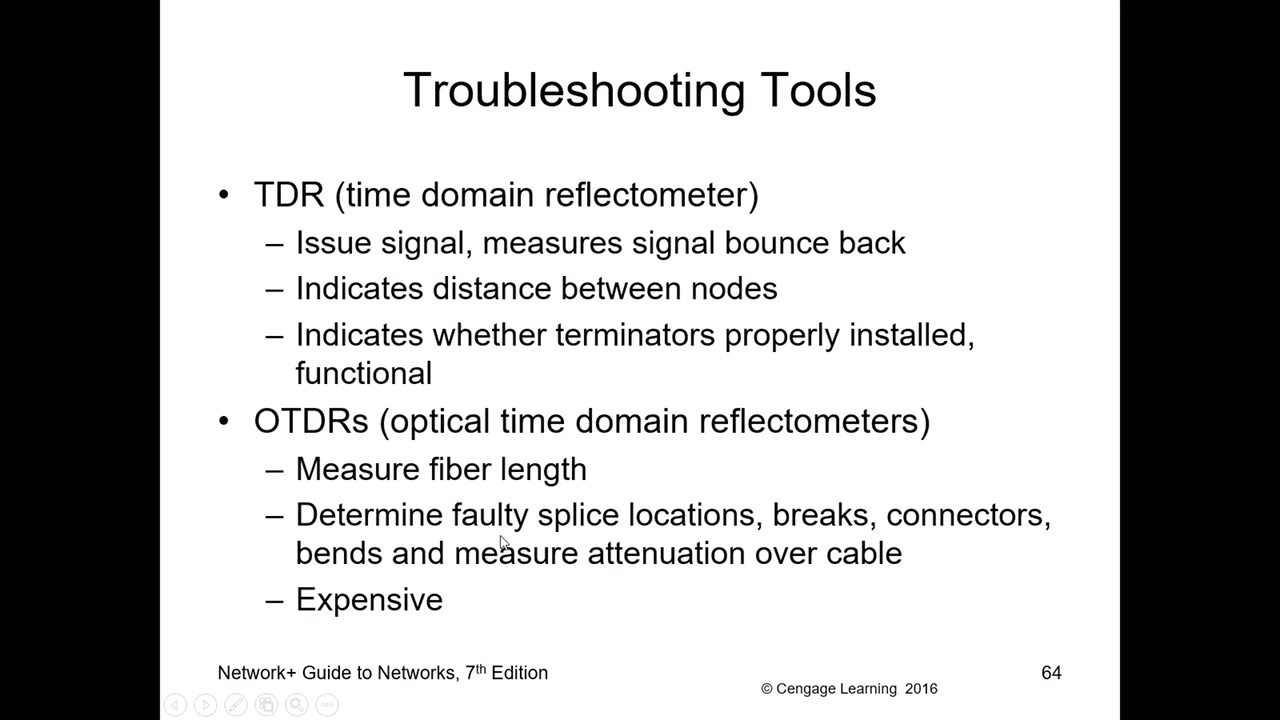 Troubleshooting Tools
• TDR (time domain reflectometer)
– Issue signal, measures signal bounce back
– Indicates distance between nodes
– Indicates whether terminators properly installed,
functional
• OTDRs (optical time domain reflectometers)
– Measure fiber length
– Determine faulty splice locations, breaks, connectors,
bends and measure attenuation over cable
– Expensive
Network+ Guide to Networks, 7th Edition
64
© Cengage Learning 2016